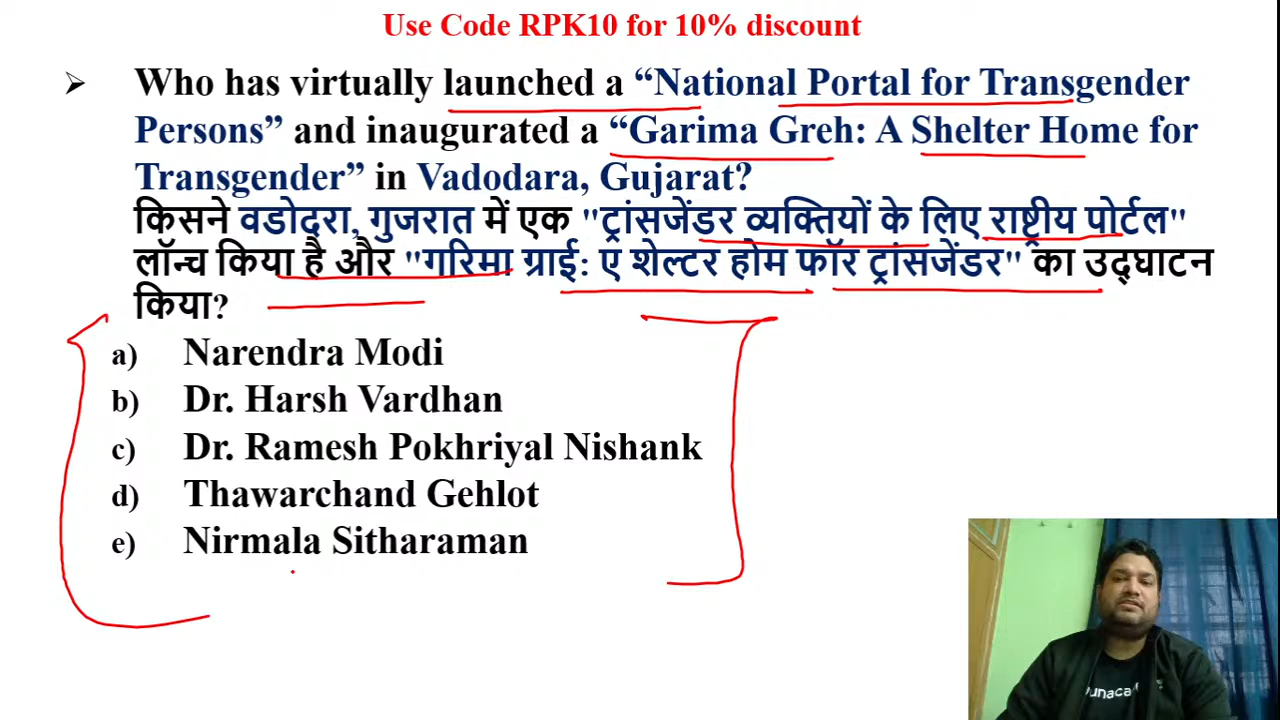 Use Code RPK10 for 10% discount
➢ Who has virtually launched a “National Portal for Transgender
Persons” and inaugurated a “Garima Greh: A Shelter Home for
Transgender” in Vadodara, Gujarat?
किसने वडोदरा, गुजरात में एक "ट्रांसजेंडर व्यक्तियों के लिए राष्ट्रीय पोर्टल"
लॉन्च किया है और "गरिमा ग्राई: ए शेल्टर होम फॉर ट्रांसजेंडर" का उद्घाटन
किया?
a) Narendra Modi
b) Dr. Harsh Vardhan
c) Dr. Ramesh Pokhriyal Nishank
d) Thawarchand Gehlot
e) Nirmala Sitharaman